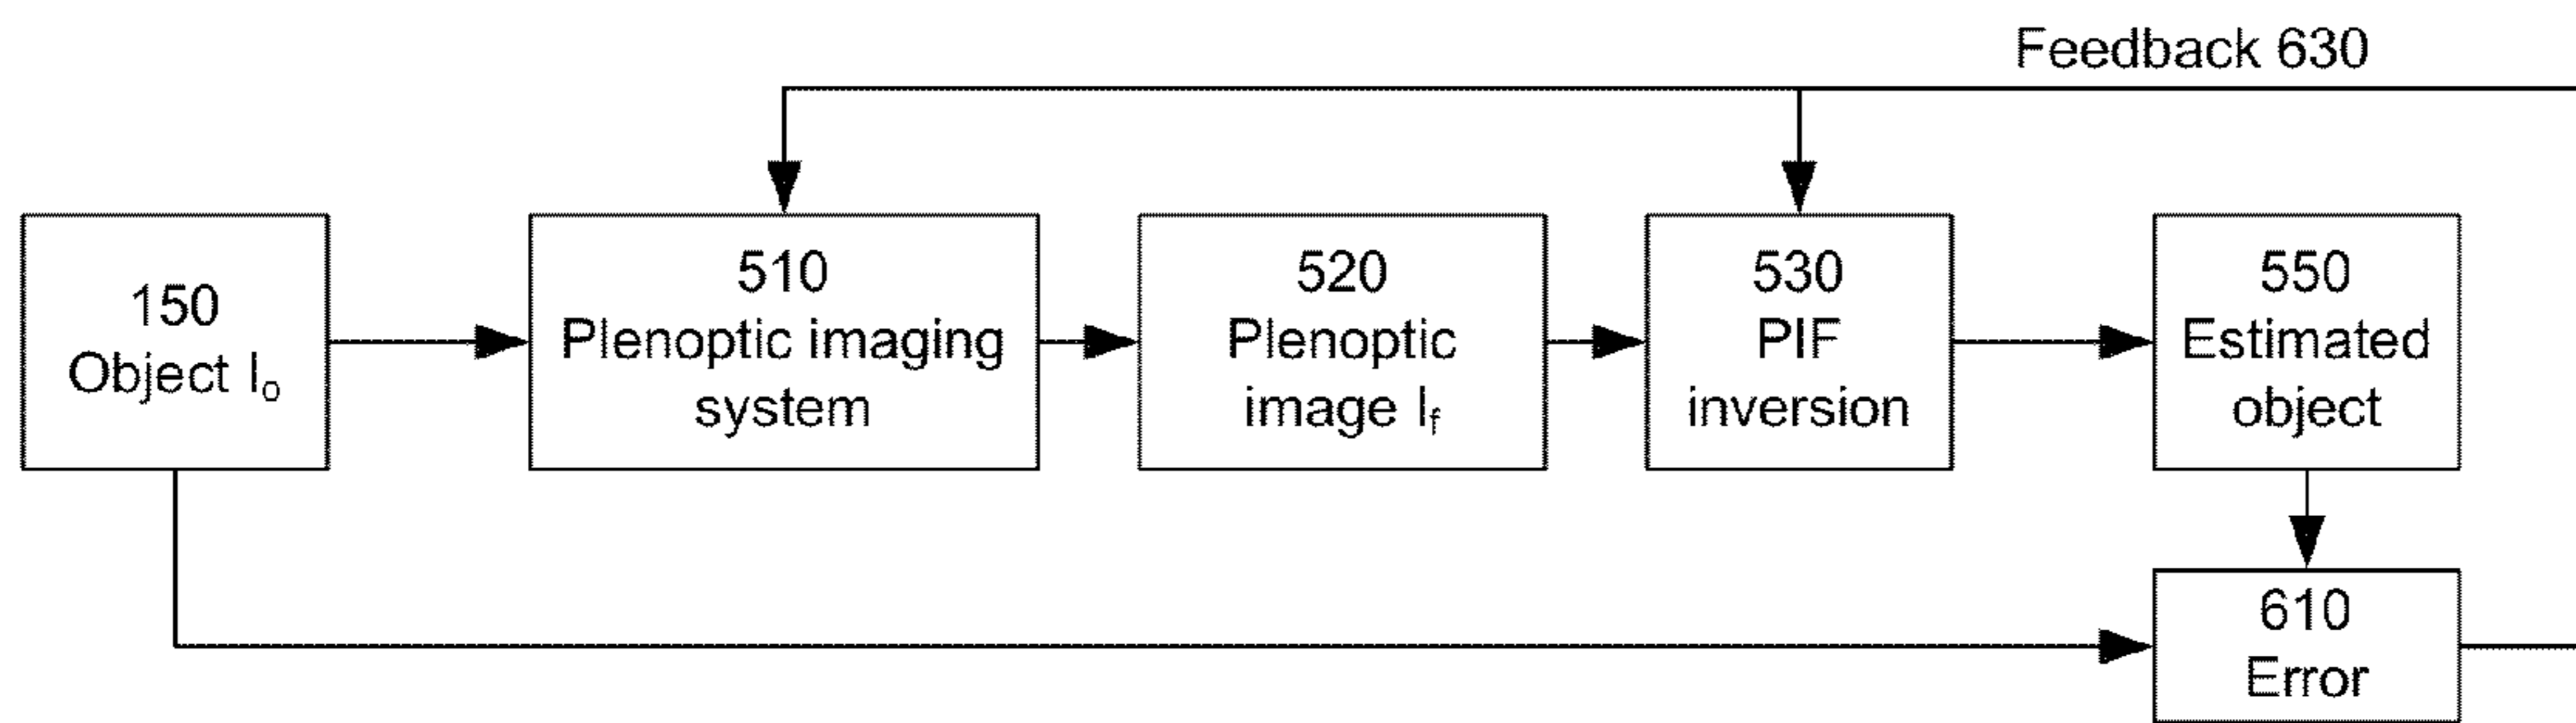 Feedback 630
150
Object Iₒ
510
Plenoptic imaging
system
520
Plenoptic
image I_f
530
PIF
inversion
550
Estimated
object
610
Error